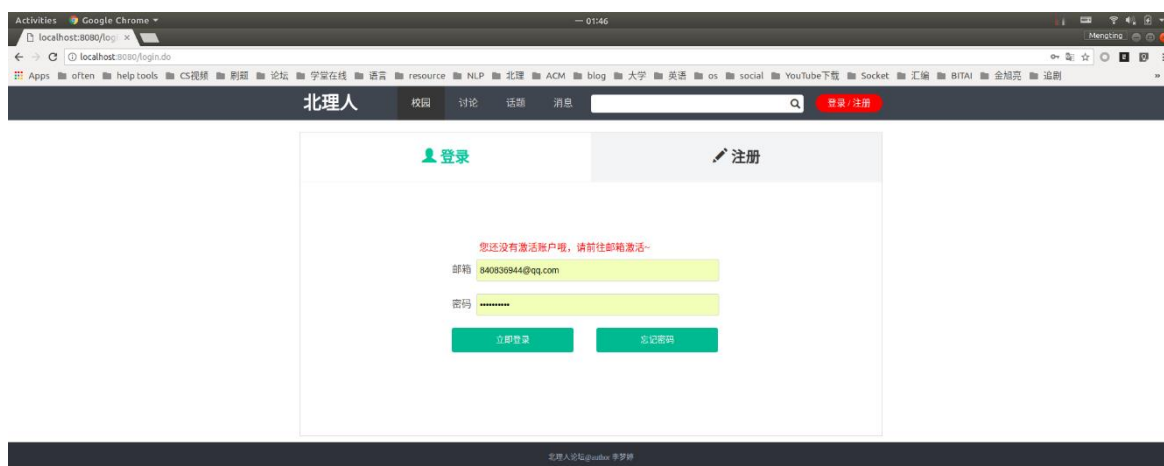 Activities Google Chrome 01:46
localhost:8080/log Mengting
localhost:8080/login.do
Apps often help tools CS视频 刷题 论坛 学堂在线 语言 resource NLP 北理 ACM blog 大学 英语 os social YouTube下载 Socket 汇编 BITAI 金旭亮 追剧 »
北理人 校园 讨论 话题 消息 登录/注册
登录 注册
您还没有激活账户哦，请前往邮箱激活~
邮箱 840836944@qq.com
密码 ••••••••••
立即登录 忘记密码
北理人论坛@author 李梦婷